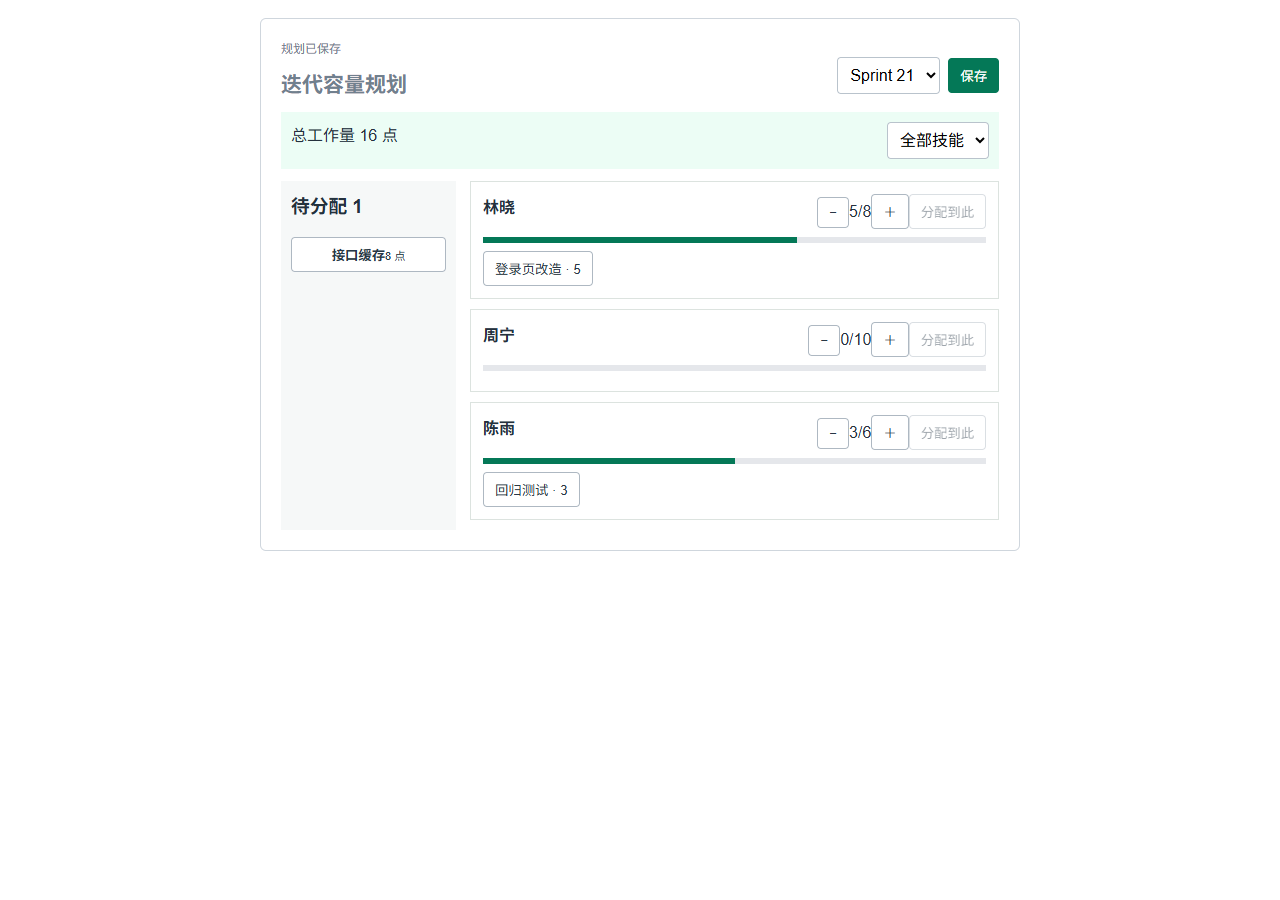 规划已保存
迭代容量规划
Sprint 21
保存
总工作量 16 点
全部技能
待分配 1
接口缓存8 点
林晓
− 5/8 + 分配到此
登录页改造 · 5
周宁
− 0/10 + 分配到此
陈雨
− 3/6 + 分配到此
回归测试 · 3